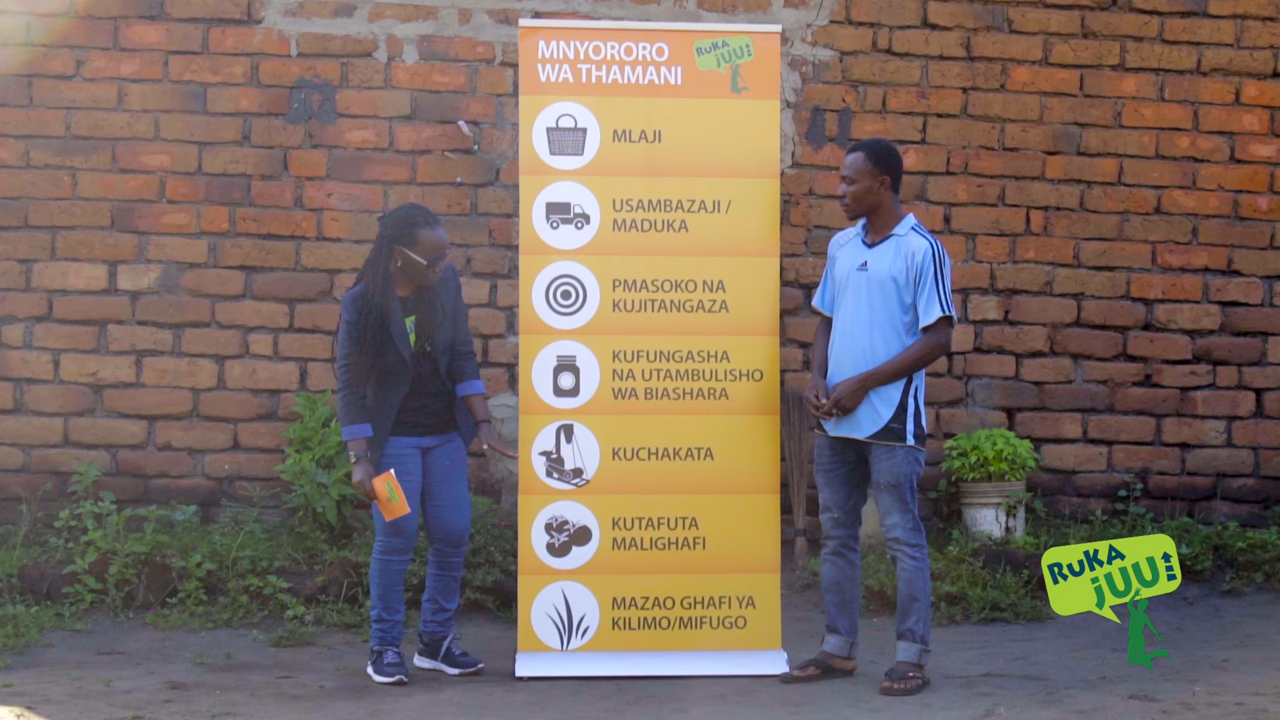 MNYORORO
WA THAMANI
RUKA
JUU
MLAJI
USAMBAZAJI /
MADUKA
PMASOKO NA
KUJITANGAZA
KUFUNGASHA
NA UTAMBULISHO
WA BIASHARA
KUCHAKATA
KUTAFUTA
MALIGHAFI
MAZAO GHAFI YA
KILIMO/MIFUGO
RUKA
JUU